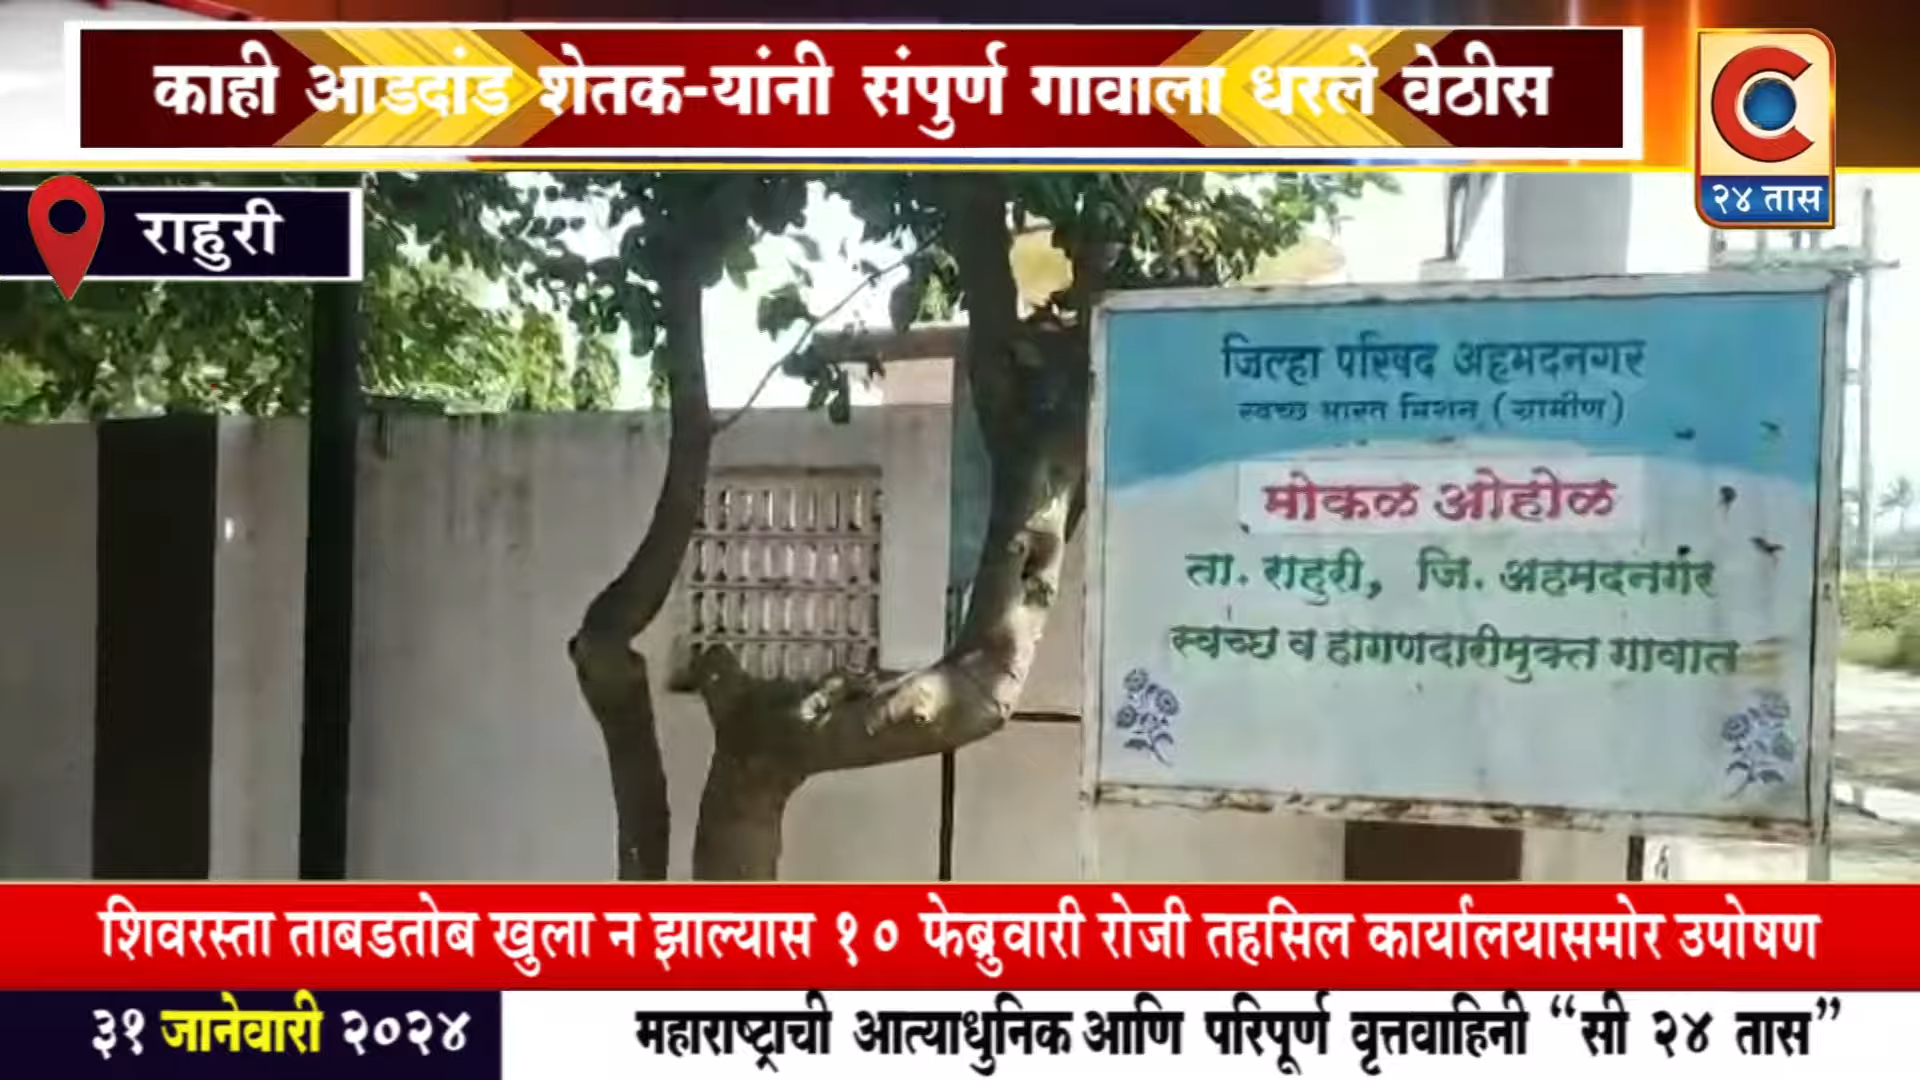 काही आडदांड शेतक-यांनी संपुर्ण गावाला धरले वेठीस
२४ तास
राहुरी
जिल्हा परिषद अहमदनगर
स्वच्छ भारत मिशन (ग्रामीण)
मोकळ ओहोळ
ता. राहुरी, जि. अहमदनगर
स्वच्छ व हागणदारीमुक्त गावात
शिवरस्ता ताबडतोब खुला न झाल्यास १० फेब्रुवारी रोजी तहसिल कार्यालयासमोर उपोषण
३१ जानेवारी २०२४
महाराष्ट्राची आत्याधुनिक आणि परिपूर्ण वृत्तवाहिनी “सी २४ तास”